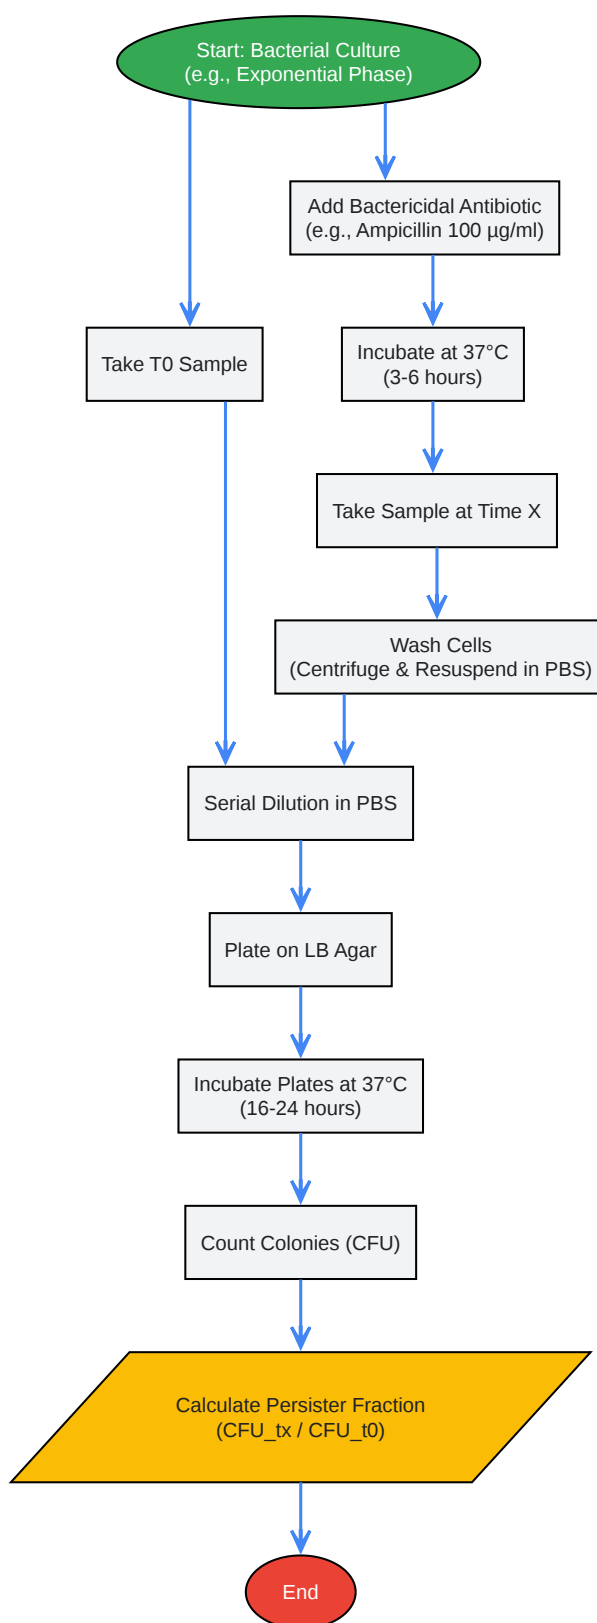 Start: Bacterial Culture
(e.g., Exponential Phase)
Add Bactericidal Antibiotic
(e.g., Ampicillin 100 µg/ml)
Take T0 Sample
Incubate at 37°C
(3-6 hours)
Take Sample at Time X
Wash Cells
(Centrifuge & Resuspend in PBS)
Serial Dilution in PBS
Plate on LB Agar
Incubate Plates at 37°C
(16-24 hours)
Count Colonies (CFU)
Calculate Persister Fraction
(CFU_tx / CFU_t0)
End